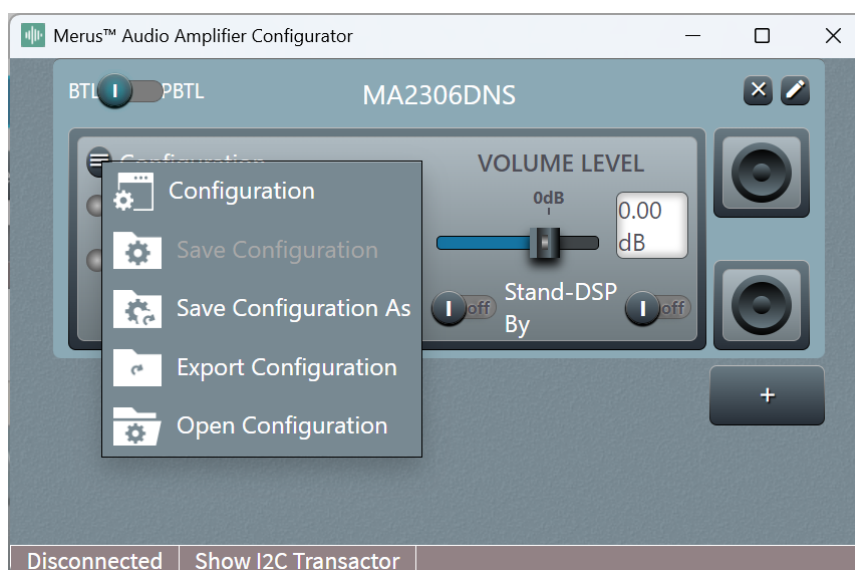 Merus™ Audio Amplifier Configurator
BTL PBTL
MA2306DNS
Configuration
Configuration
Save Configuration
Save Configuration As
Export Configuration
Open Configuration
VOLUME LEVEL
0dB
0.00
dB
off
Stand-DSP
By
off
+
Disconnected
Show I2C Transactor